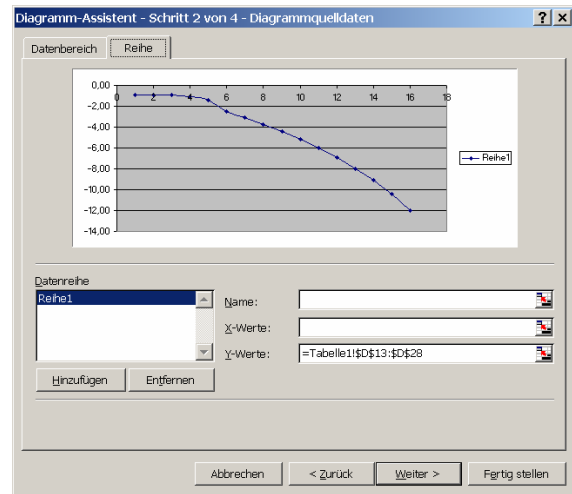 Diagramm-Assistent - Schritt 2 von 4 - Diagrammquelldaten
Datenbereich Reihe
0,00
0 2 4 6 8 10 12 14 16 18
-2,00
-4,00
-6,00
Reihe1
-8,00
-10,00
-12,00
-14,00
Datenreihe
Reihe1
Name:
X-Werte:
Y-Werte: =Tabelle1!$D$13:$D$28
Hinzufügen Entfernen
Abbrechen < Zurück Weiter > Fertig stellen